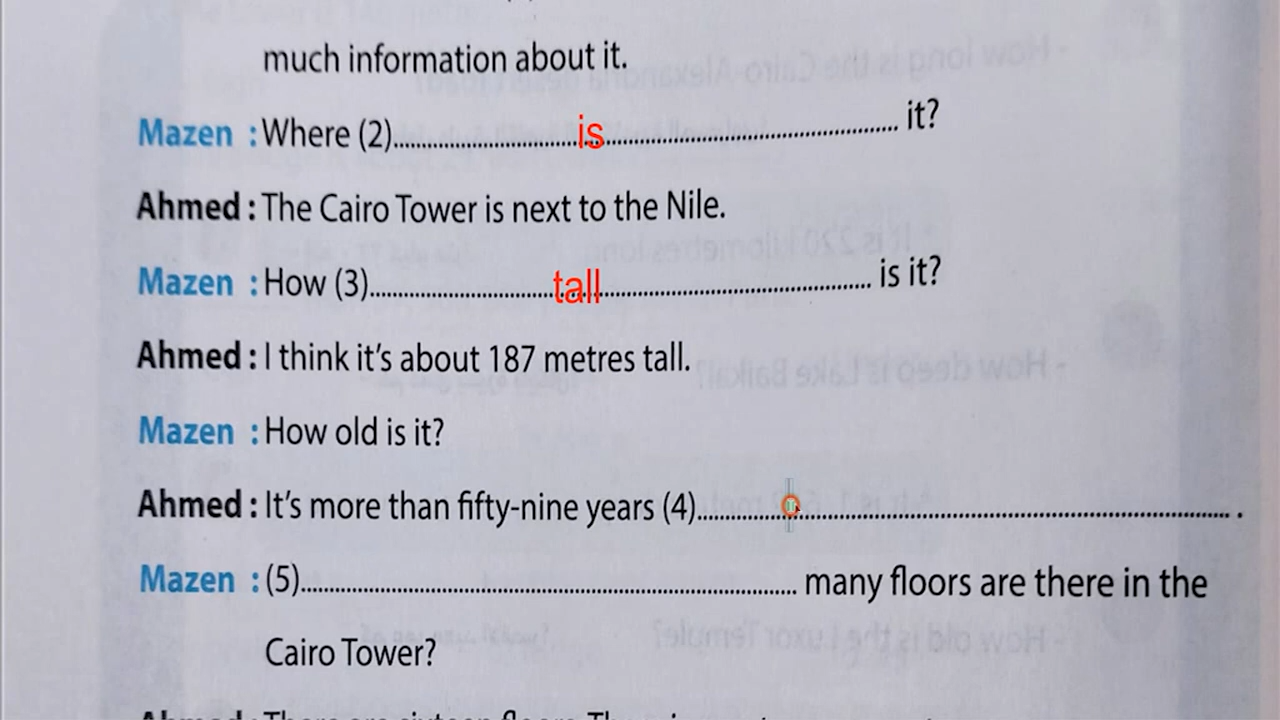 much information about it.
Mazen : Where (2)..............is.............. it?
Ahmed : The Cairo Tower is next to the Nile.
Mazen : How (3)..............tall.............. is it?
Ahmed : I think it's about 187 metres tall.
Mazen : How old is it?
Ahmed : It's more than fifty-nine years (4)............................ .
Mazen : (5)............................ many floors are there in the
Cairo Tower?